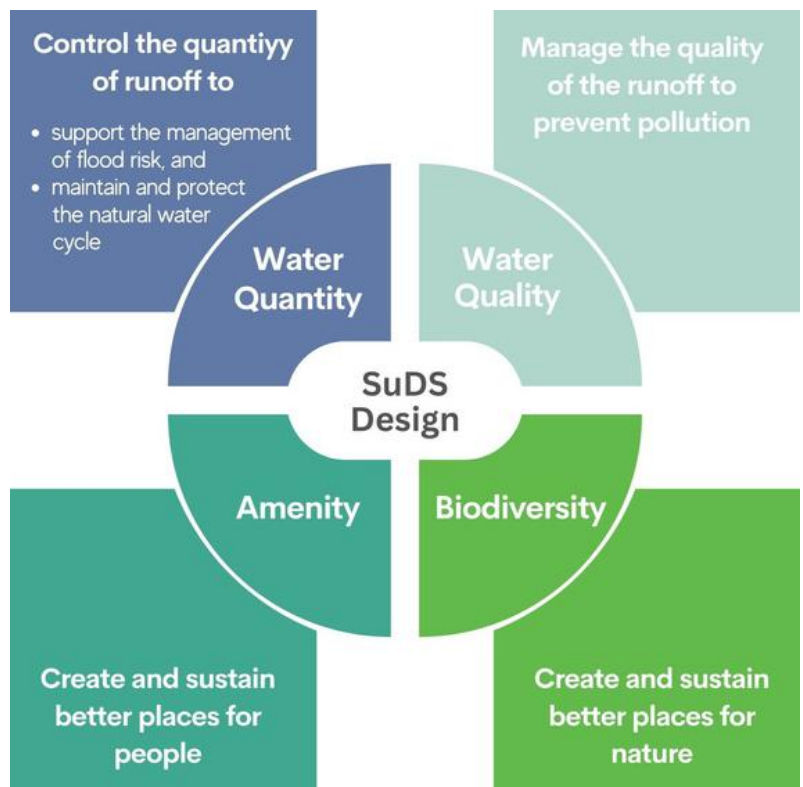 Control the quantiyy
of runoff to
• support the management
of flood risk, and
• maintain and protect
the natural water
cycle
Manage the quality
of the runoff to
prevent pollution
Water
Quantity
Water
Quality
SuDS
Design
Amenity
Biodiversity
Create and sustain
better places for
people
Create and sustain
better places for
nature